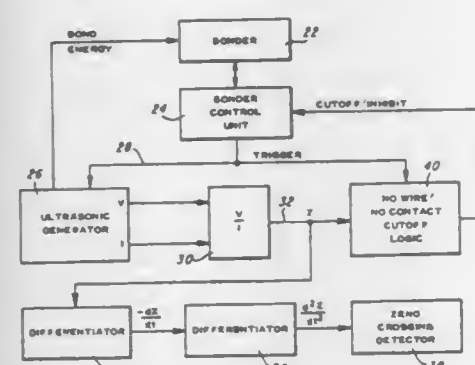 BOND
ENERGY
BONDER
22
24
BONDER
CONTROL
UNIT
CUTOFF/INHIBIT
28
TRIGGER
26
ULTRASONIC
GENERATOR
V
I
V
I
30
32
Z
40
NO WIRE/
NO CONTACT
CUTOFF
LOGIC
DIFFERENTIATOR
-dZ
dt
DIFFERENTIATOR
d²Z
dt²
ZERO
CROSSING
DETECTOR